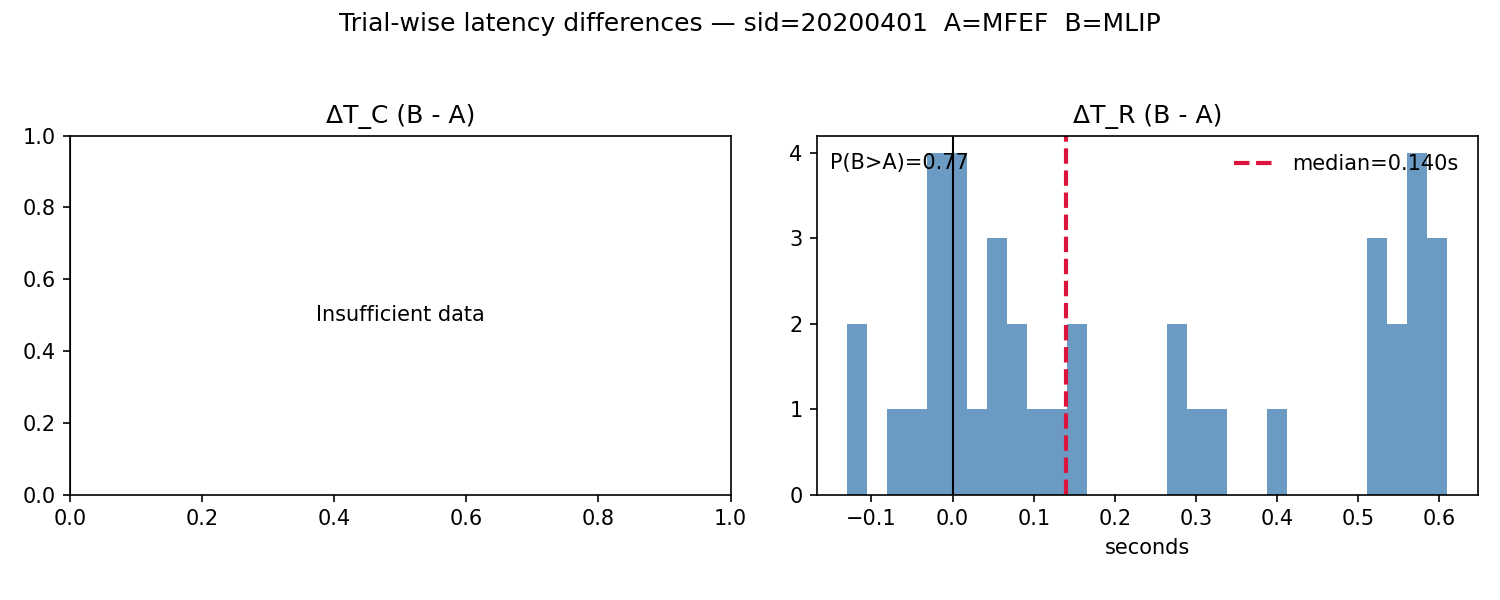 Trial-wise latency differences — sid=20200401  A=MFEF  B=MLIP
ΔT_C (B - A)
1.0
0.8
0.6
0.4
0.2
0.0
Insufficient data
0.0 0.2 0.4 0.6 0.8 1.0
ΔT_R (B - A)
P(B>A)=0.77
median=0.140s
4
3
2
1
0
−0.1 0.0 0.1 0.2 0.3 0.4 0.5 0.6
seconds